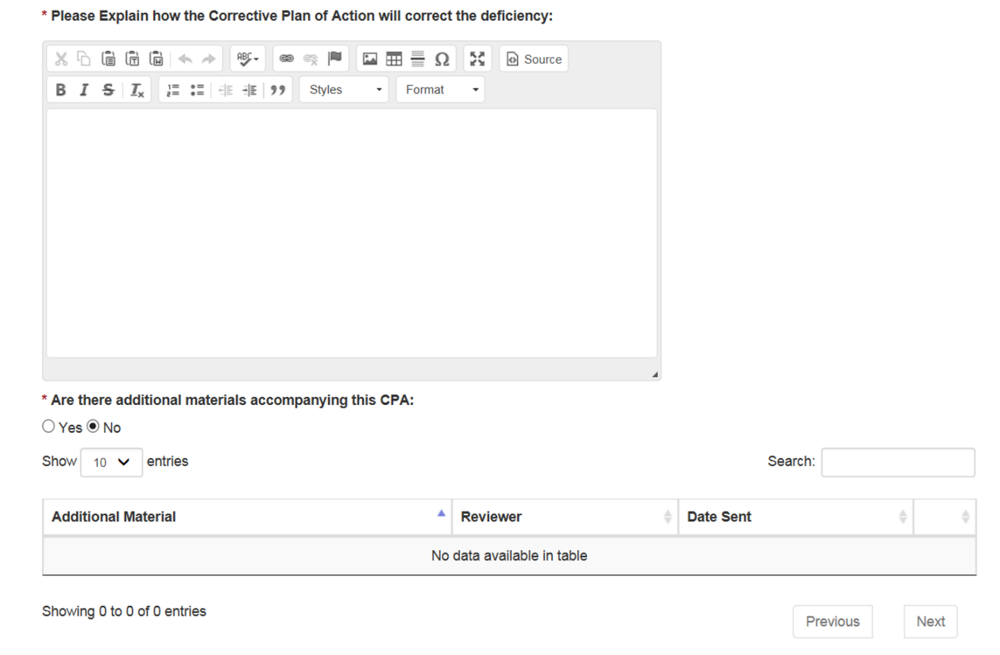 * Please Explain how the Corrective Plan of Action will correct the deficiency:
ABC
Source
B I S Ix
Styles
Format
* Are there additional materials accompanying this CPA:
Yes No
Show 10 entries
Search:
Additional Material Reviewer Date Sent
No data available in table
Showing 0 to 0 of 0 entries
Previous Next